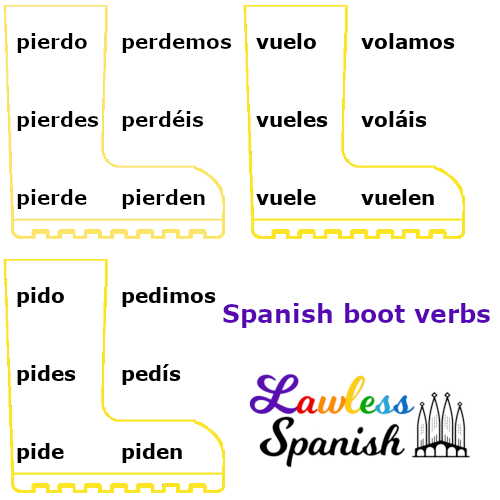 pierdo perdemos vuelo volamos
pierdes perdéis vueles voláis
pierde pierden vuele vuelen
pido pedimos
Spanish boot verbs
pides pedís
Lawless
Spanish
pide piden